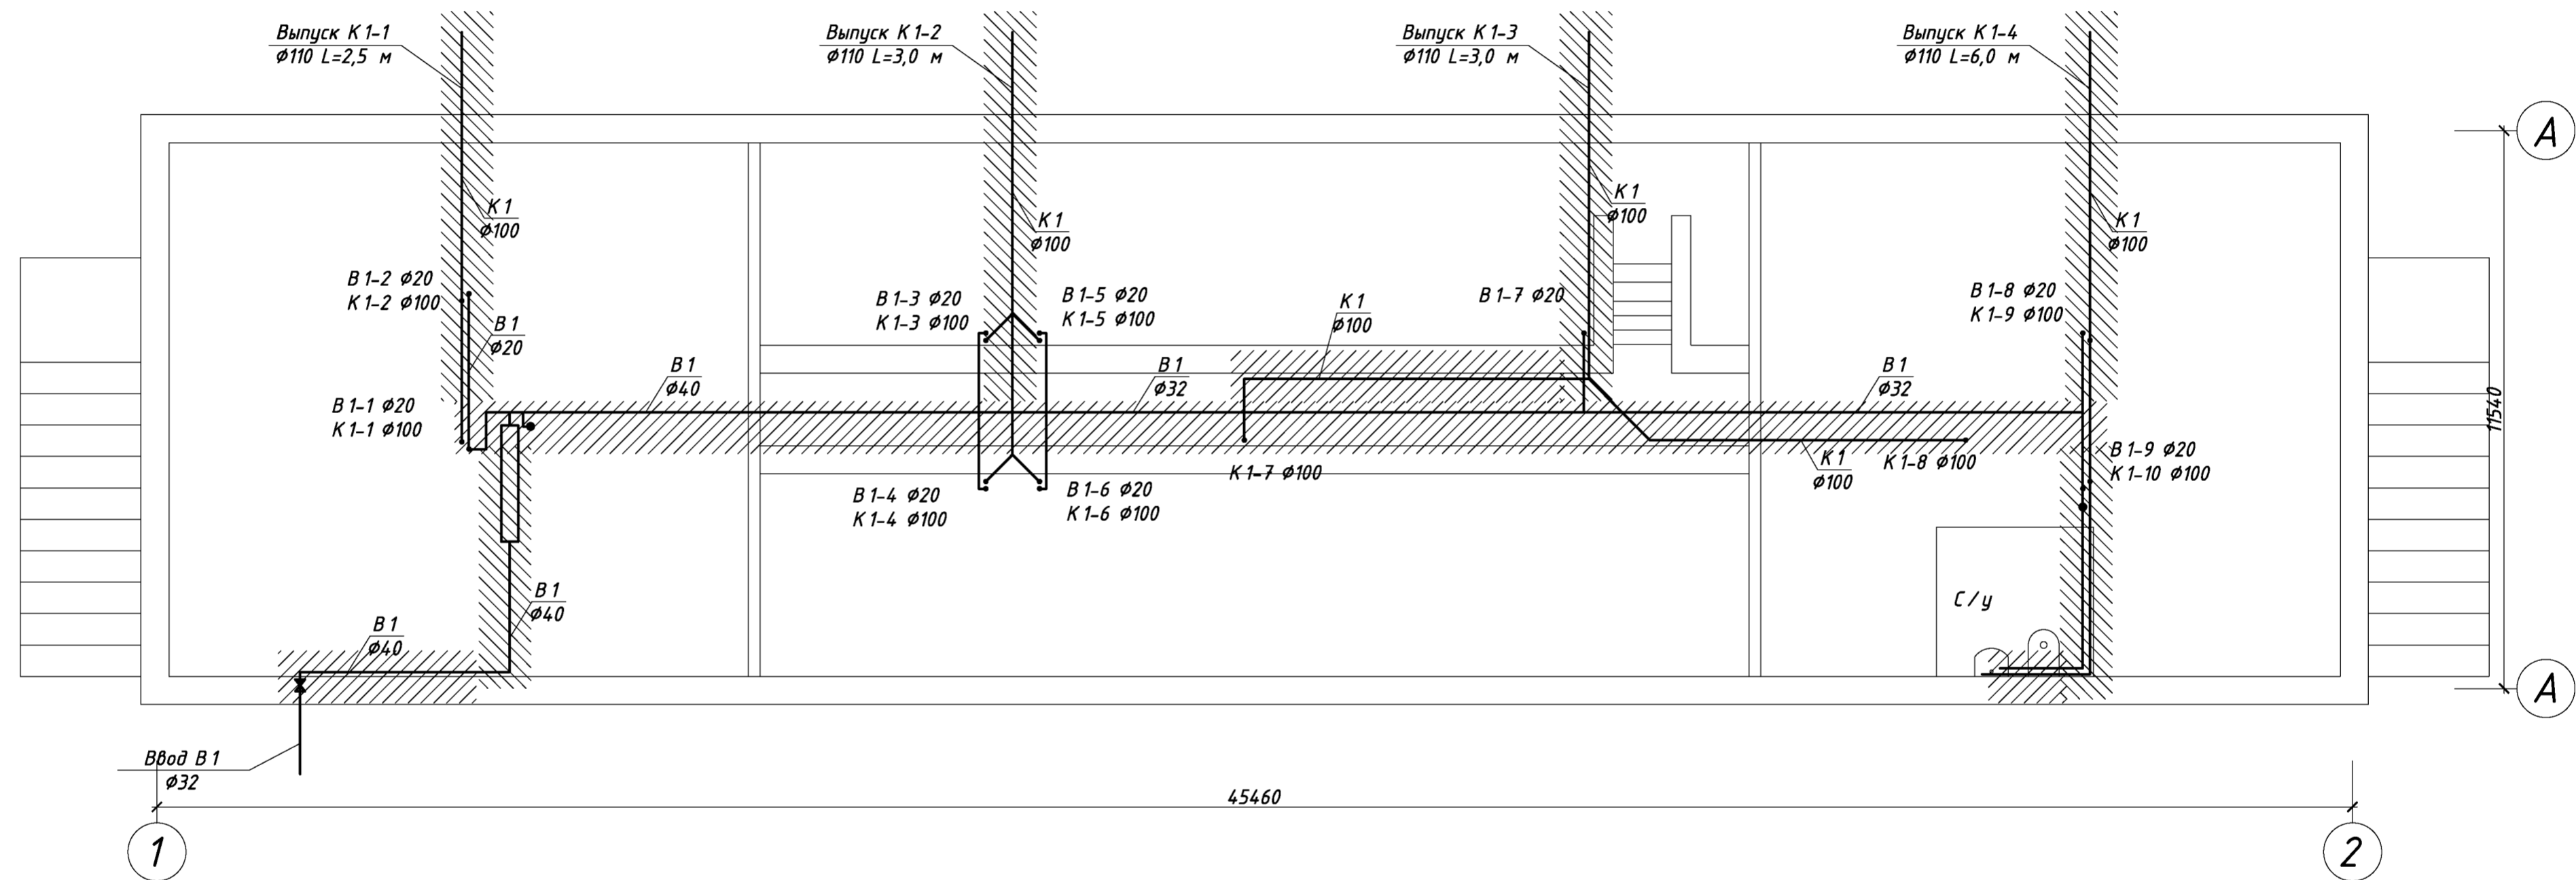 Выпуск К1-1
Ø110 L=2,5 м
Выпуск К1-2
Ø110 L=3,0 м
Выпуск К1-3
Ø110 L=3,0 м
Выпуск К1-4
Ø110 L=6,0 м
А
К1
Ø100
К1
Ø100
К1
Ø100
К1
Ø100
В1-2 Ø20
К1-2 Ø100
В1
Ø20
В1-3 Ø20
К1-3 Ø100
В1-5 Ø20
К1-5 Ø100
К1
Ø100
В1-7 Ø20
В1-8 Ø20
К1-9 Ø100
В1-1 Ø20
К1-1 Ø100
В1
Ø40
В1
Ø32
В1
Ø32
11540
В1-4 Ø20
К1-4 Ø100
В1-6 Ø20
К1-6 Ø100
К1-7 Ø100
К1
Ø100
К1-8 Ø100
В1-9 Ø20
К1-10 Ø100
В1
Ø40
В1
Ø40
С/у
А
Ввод В1
Ø32
45460
1
2